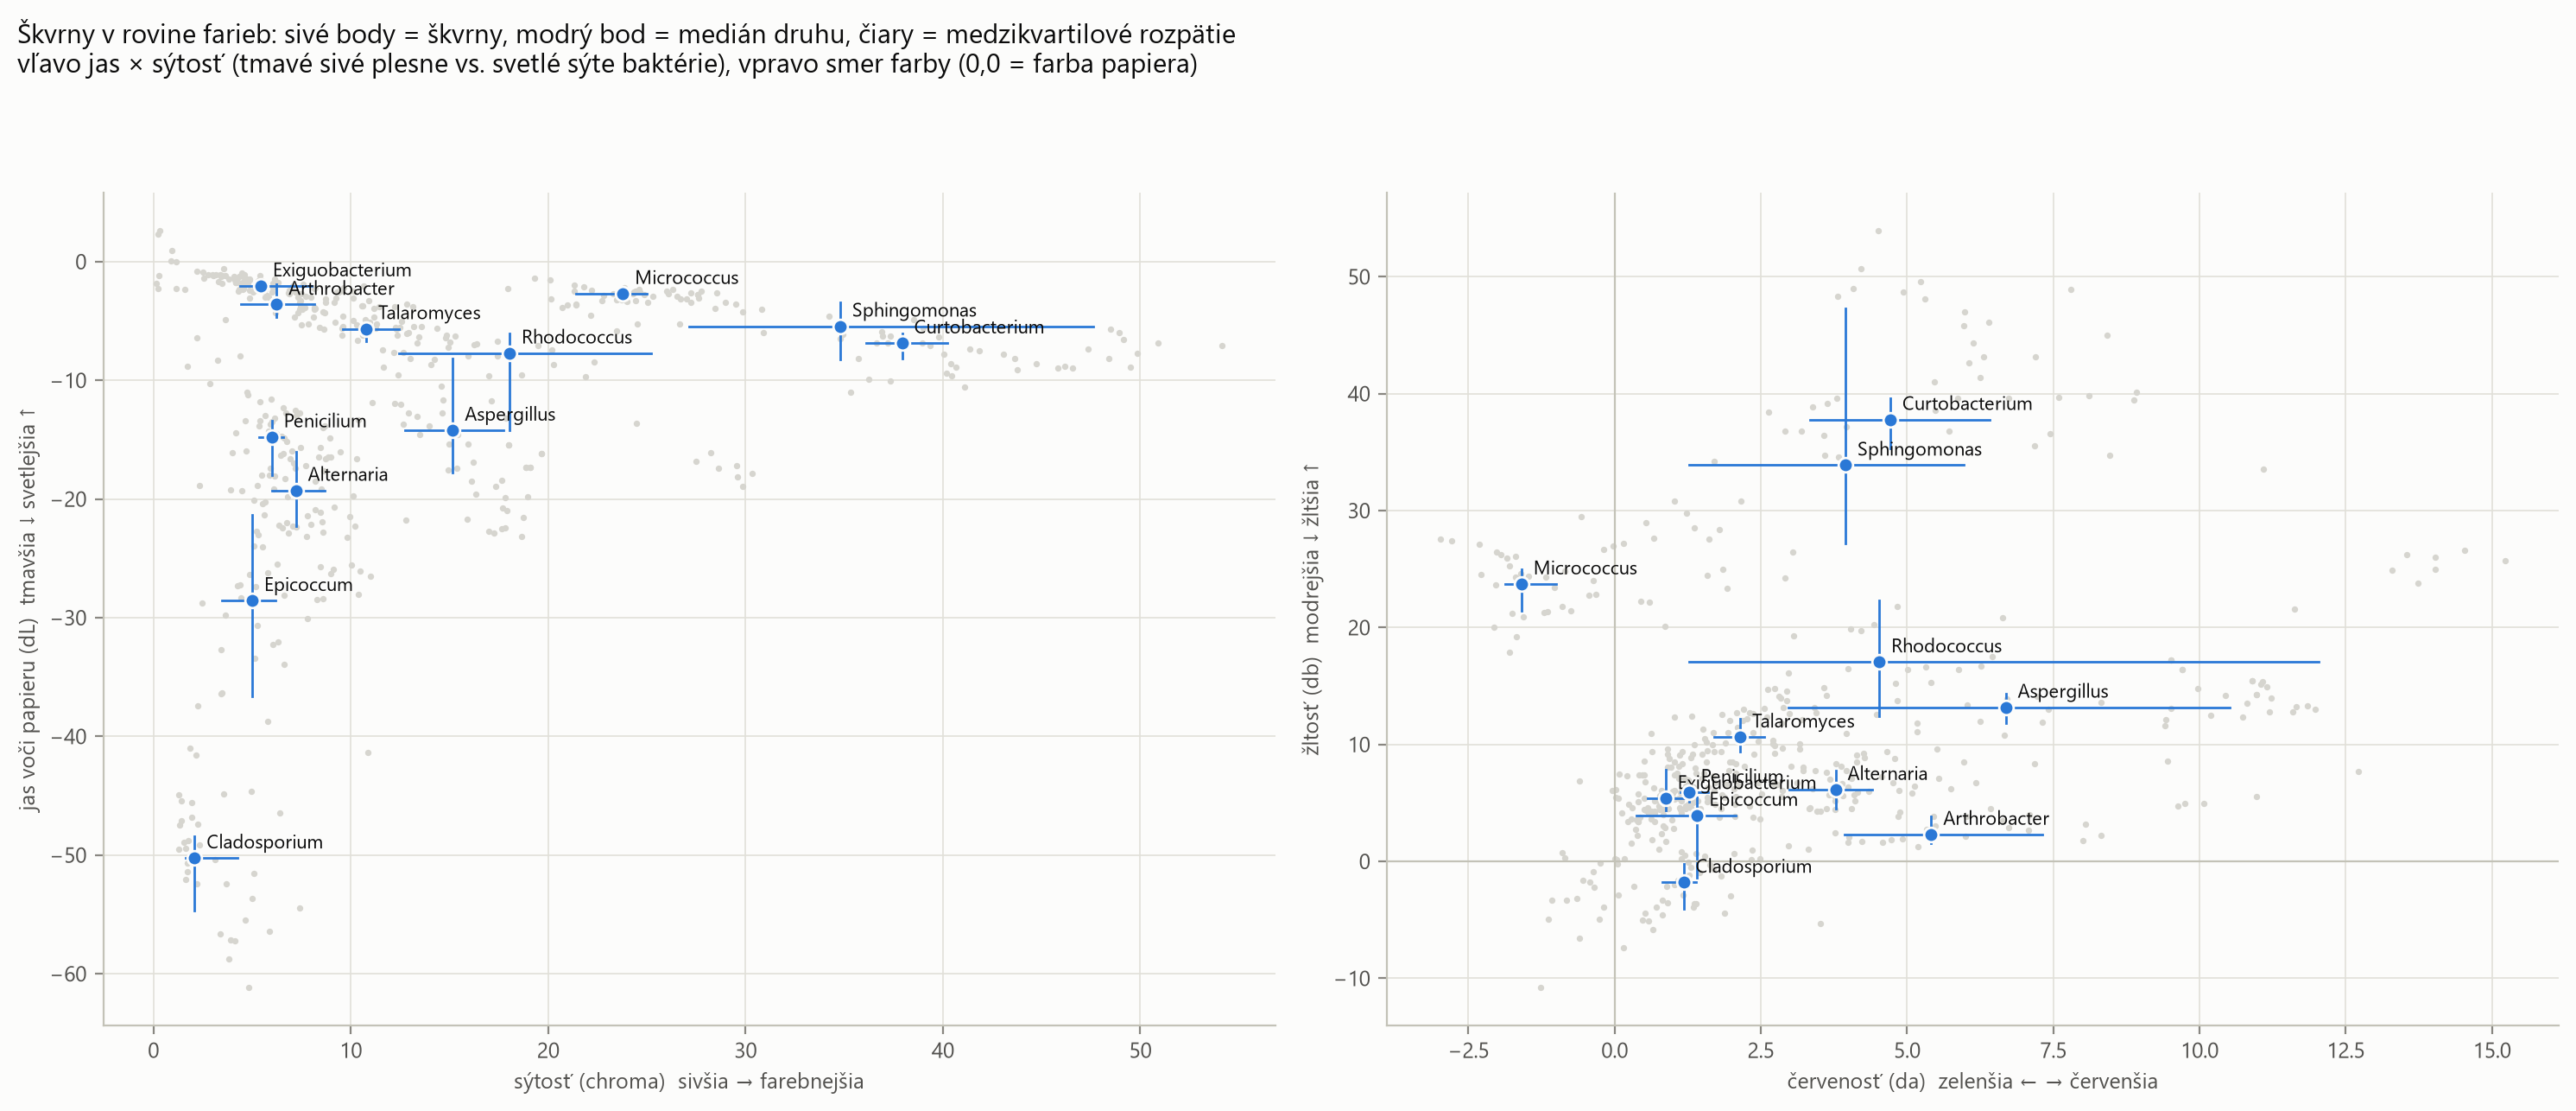 Škvrny v rovine farieb: sivé body = škvrny, modrý bod = medián druhu, čiary = medzikvartilové rozpätie
vľavo jas × sýtosť (tmavé sivé plesne vs. svetlé sýte baktérie), vpravo smer farby (0,0 = farba papiera)
jas voči papieru (dL)  tmavšia ↓ svetlejšia ↑
0
−10
−20
−30
−40
−50
−60
Exiguobacterium
Arthrobacter
Talaromyces
Micrococcus
Sphingomonas
Curtobacterium
Rhodococcus
Aspergillus
Penicilium
Alternaria
Epicoccum
Cladosporium
0 10 20 30 40 50
sýtosť (chroma)  sivšia → farebnejšia
žltosť (db)  modrejšia ↓ žltšia ↑
50
40
30
20
10
0
−10
Curtobacterium
Sphingomonas
Micrococcus
Rhodococcus
Aspergillus
Talaromyces
Penicilium
Alternaria
Exiguobacterium
Epicoccum
Arthrobacter
Cladosporium
−2.5 0.0 2.5 5.0 7.5 10.0 12.5 15.0
červenosť (da)  zelenšia ← → červenšia